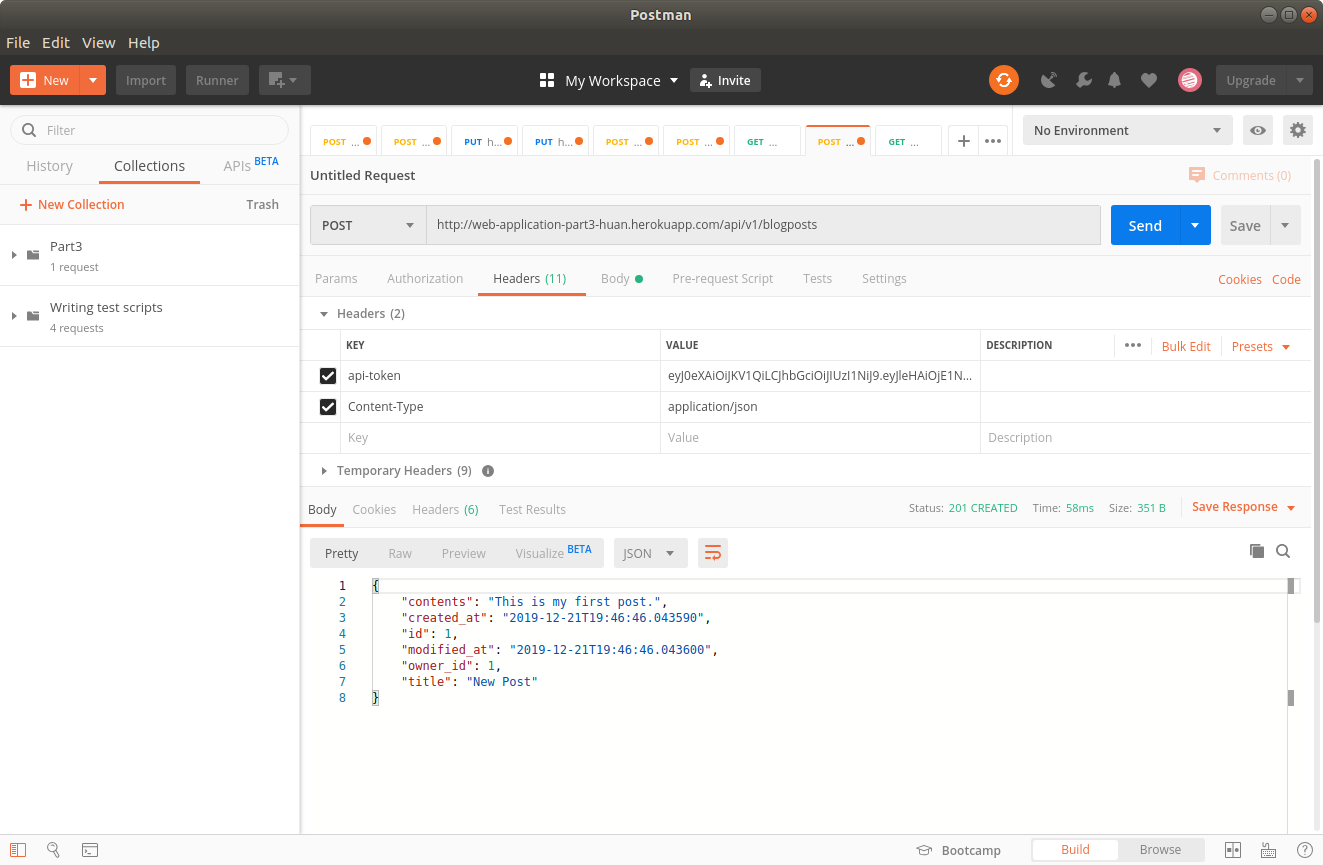 Postman
File Edit View Help
New Import Runner My Workspace Invite Upgrade
Filter
History Collections APIs BETA
New Collection Trash
Part3
1 request
Writing test scripts
4 requests
POST ... POST ... PUT h... PUT h... POST ... POST ... GET ... POST ... GET ... No Environment
Untitled Request Comments (0)
POST http://web-application-part3-huan.herokuapp.com/api/v1/blogposts Send Save
Params Authorization Headers (11) Body Pre-request Script Tests Settings Cookies Code
Headers (2)
KEY VALUE DESCRIPTION Bulk Edit Presets
api-token eyJ0eXAiOiJKV1QiLCJhbGciOiJIUzI1NiJ9.eyJleHAiOjE1N...
Content-Type application/json
Key Value Description
Temporary Headers (9)
Body Cookies Headers (6) Test Results Status: 201 CREATED Time: 58ms Size: 351 B Save Response
Pretty Raw Preview Visualize BETA JSON
1 {
2 "contents": "This is my first post.",
3 "created_at": "2019-12-21T19:46:46.043590",
4 "id": 1,
5 "modified_at": "2019-12-21T19:46:46.043600",
6 "owner_id": 1,
7 "title": "New Post"
8 }
Bootcamp Build Browse